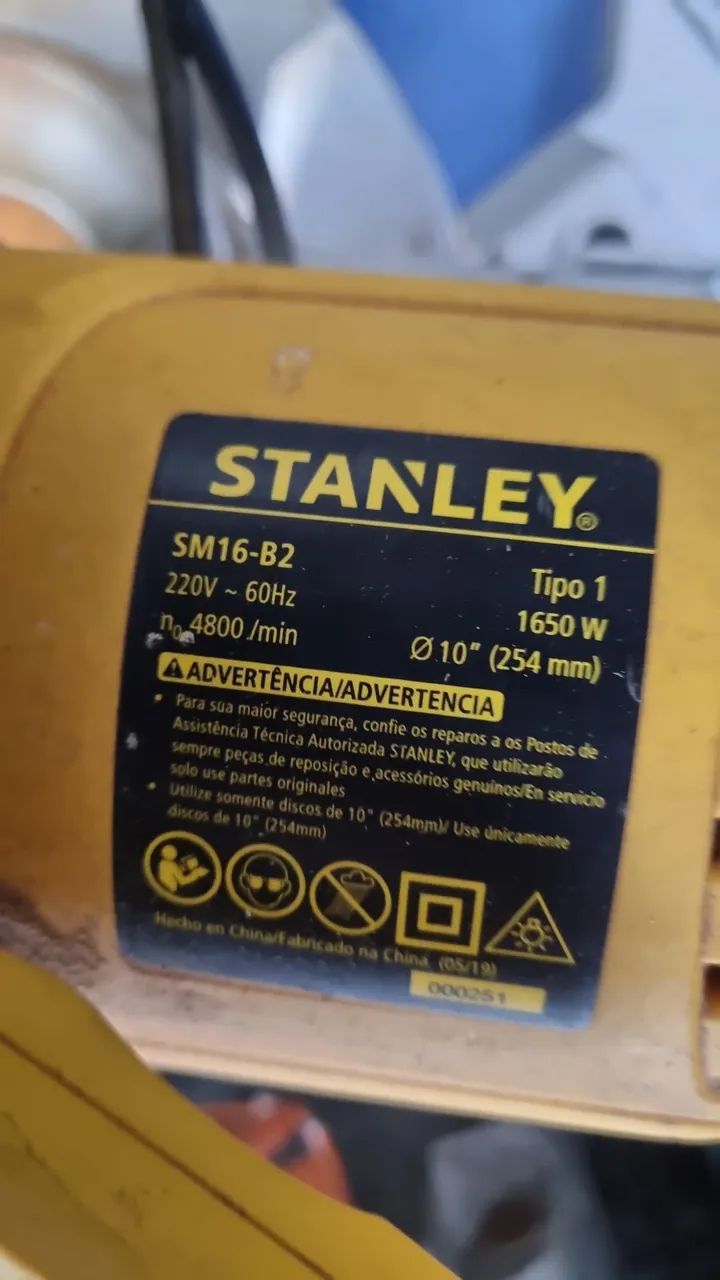 STANLEY®
SM16-B2
Tipo 1
220V ~ 60Hz
1650 W
n₀ 4800 /min
Ø 10" (254 mm)
ADVERTÊNCIA/ADVERTENCIA
• Para sua maior segurança, confie os reparos a os Postos de
Assistência Técnica Autorizada STANLEY, que utilizarão
sempre peças de reposição e acessórios genuínos/En servicio
solo use partes originales
• Utilize somente discos de 10" (254mm)/ Use únicamente
discos de 10" (254mm)
Hecho en China/Fabricado na China (05/19)
000251